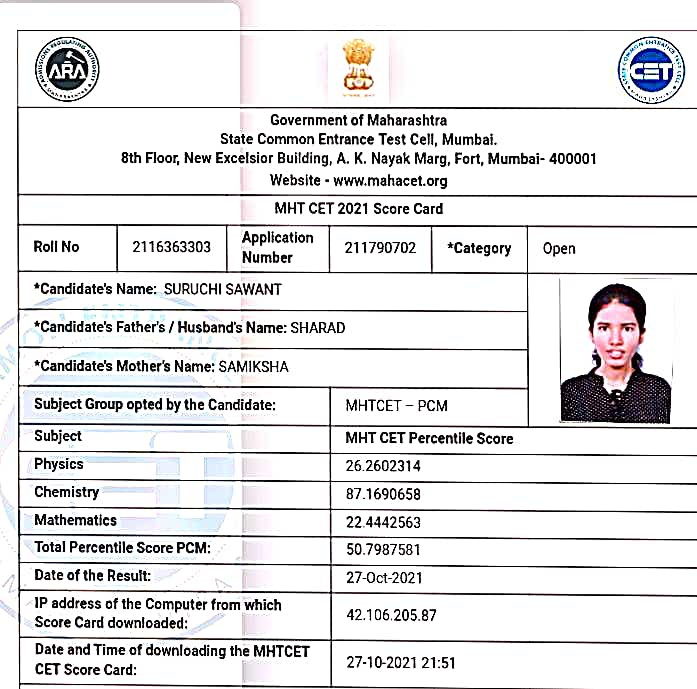 ARA
CET
Government of Maharashtra
State Common Entrance Test Cell, Mumbai.
8th Floor, New Excelsior Building, A. K. Nayak Marg, Fort, Mumbai- 400001
Website - www.mahacet.org
MHT CET 2021 Score Card
Roll No 2116363303 Application Number 211790702 *Category Open
*Candidate's Name: SURUCHI SAWANT
*Candidate's Father's / Husband's Name: SHARAD
*Candidate's Mother's Name: SAMIKSHA
Subject Group opted by the Candidate: MHTCET – PCM
Subject MHT CET Percentile Score
Physics 26.2602314
Chemistry 87.1690658
Mathematics 22.4442563
Total Percentile Score PCM: 50.7987581
Date of the Result: 27-Oct-2021
IP address of the Computer from which
Score Card downloaded: 42.106.205.87
Date and Time of downloading the MHTCET
CET Score Card: 27-10-2021 21:51